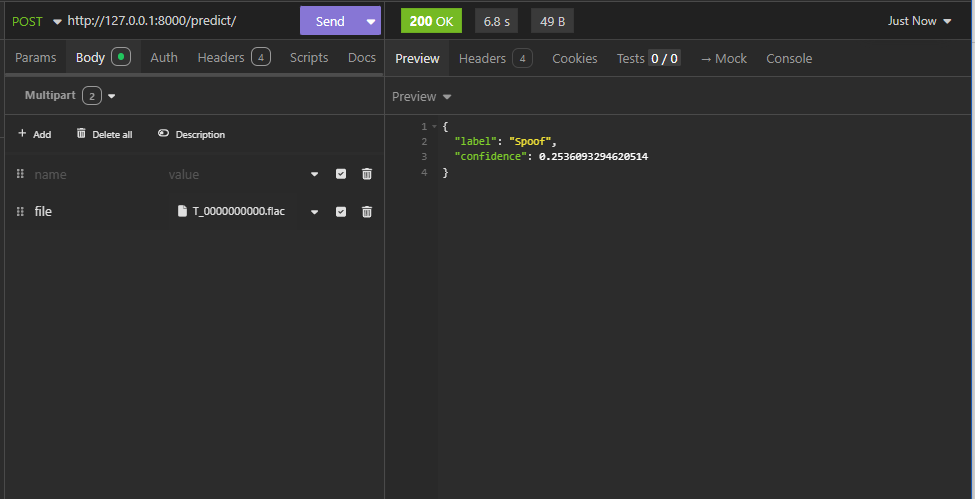 POST http://127.0.0.1:8000/predict/ Send 200 OK 6.8 s 49 B Just Now
Params Body Auth Headers 4 Scripts Docs Preview Headers 4 Cookies Tests 0 / 0 → Mock Console
Multipart 2 Preview
+ Add Delete all Description
name value
file T_0000000000.flac
1 {
2 "label": "Spoof",
3 "confidence": 0.2536093294620514
4 }